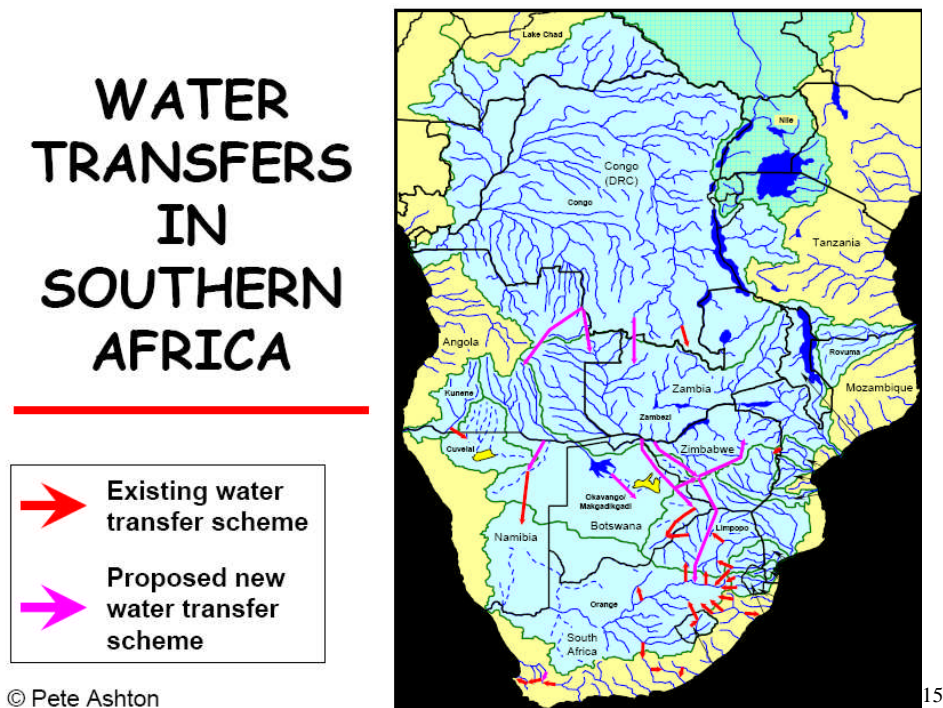 WATER
TRANSFERS
IN
SOUTHERN
AFRICA
Existing water
transfer scheme
Proposed new
water transfer
scheme
© Pete Ashton
Lake Chad
Nile
Congo
(DRC)
Congo
Tanzania
Angola
Rovuma
Kunene
Zambia
Mozambique
Zambezi
Cuvelai
Zimbabwe
Okavango/
Makgadikgadi
Botswana
Limpopo
Namibia
Orange
South
Africa
15